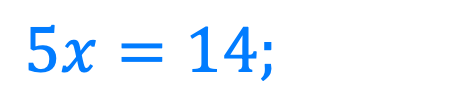 5x = 14;